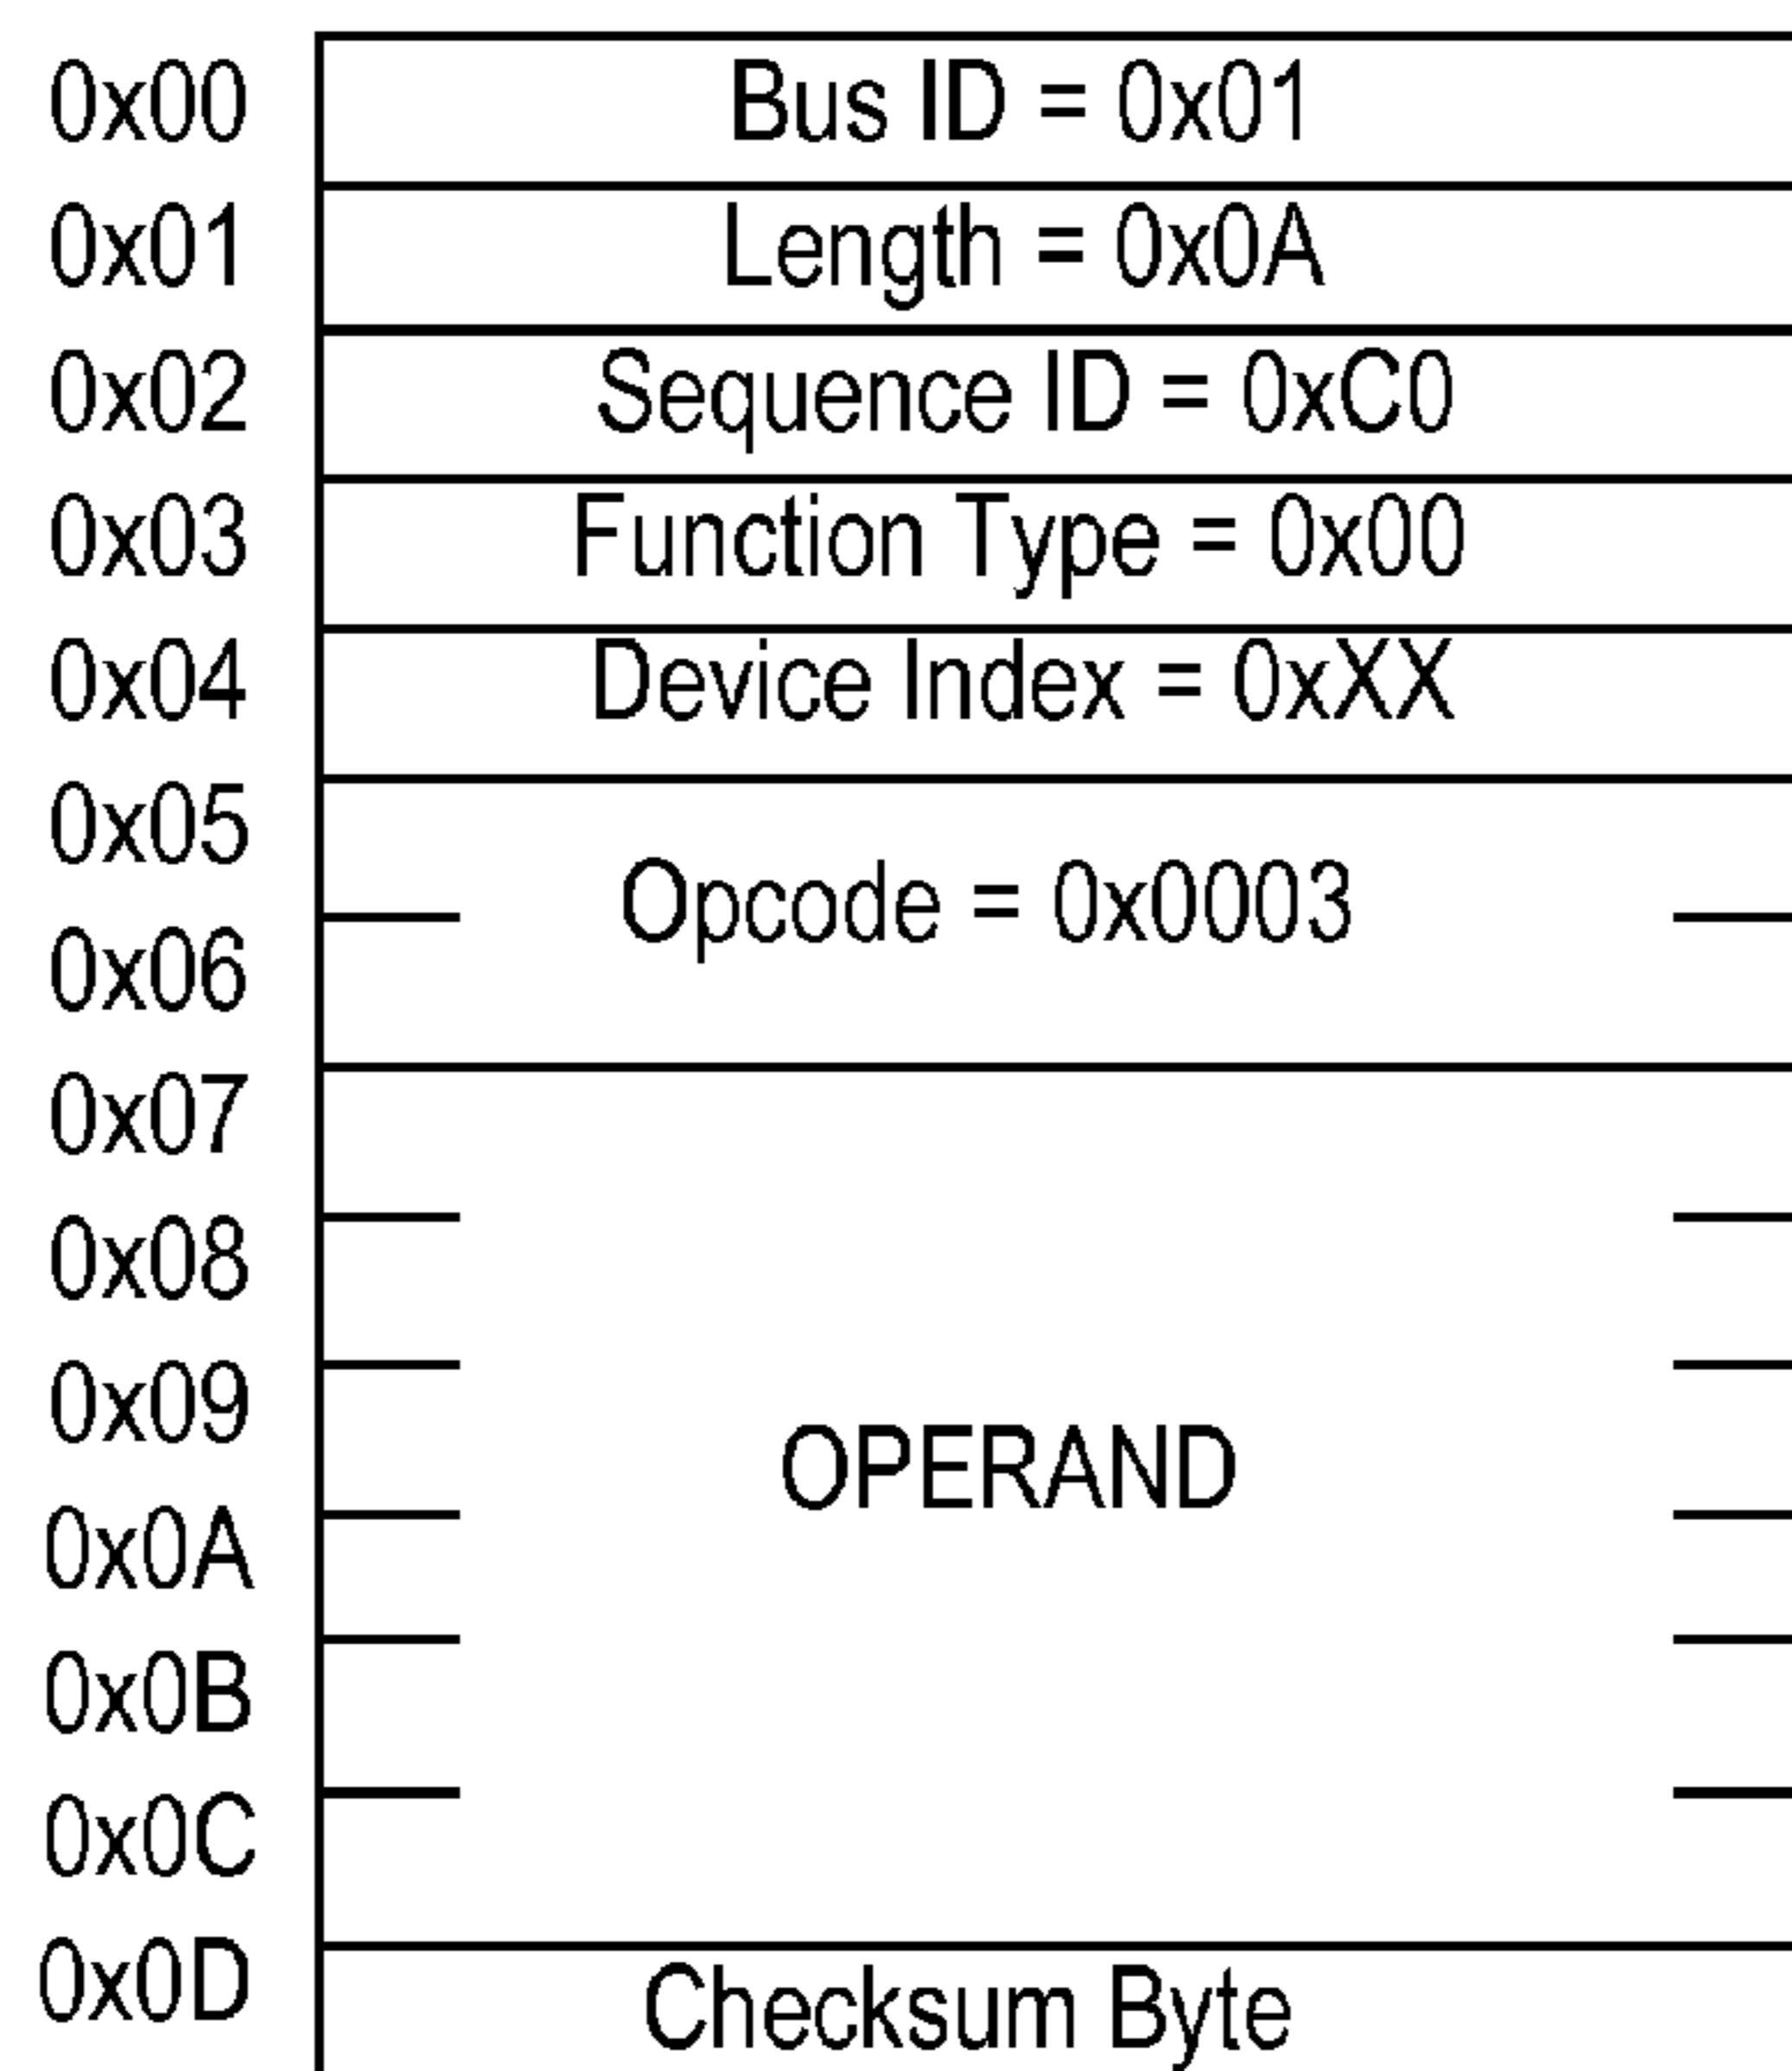 0x00 Bus ID = 0x01
0x01 Length = 0x0A
0x02 Sequence ID = 0xC0
0x03 Function Type = 0x00
0x04 Device Index = 0xXX
0x05
Opcode = 0x0003
0x06
0x07
0x08
0x09
OPERAND
0x0A
0x0B
0x0C
0x0D Checksum Byte